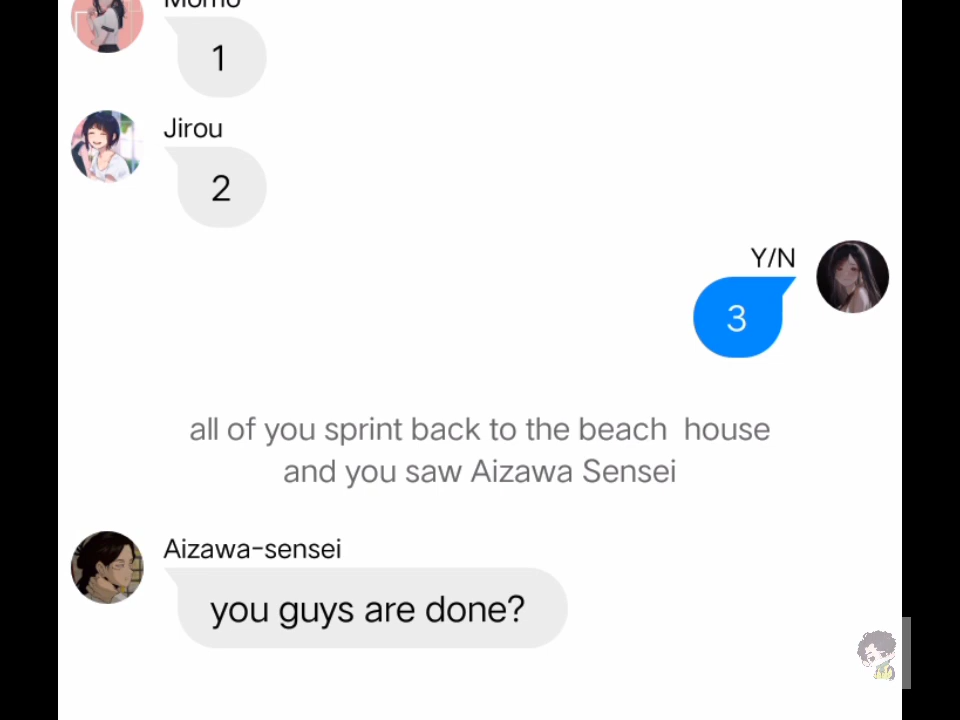 Momo
1
Jirou
2
Y/N
3
all of you sprint back to the beach house
and you saw Aizawa Sensei
Aizawa-sensei
you guys are done?